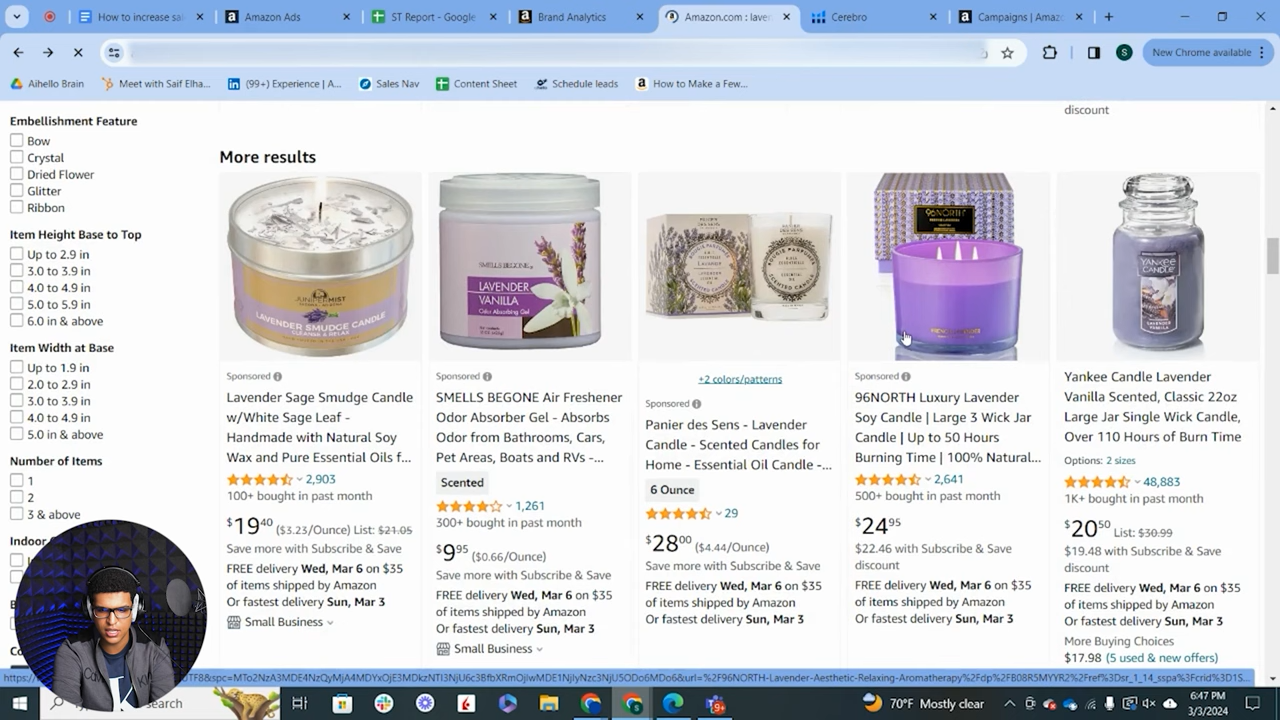 How to increase sal
Amazon Ads
ST Report - Google
Brand Analytics
Amazon.com : lave
Cerebro
Campaigns | Amaz
New Chrome available
Aihello Brain
Meet with Saif Elha...
(99+) Experience | A...
Sales Nav
Content Sheet
Schedule leads
How to Make a Few...
discount
Embellishment Feature
Bow
Crystal
Dried Flower
Glitter
Ribbon
Item Height Base to Top
Up to 2.9 in
3.0 to 3.9 in
4.0 to 4.9 in
5.0 to 5.9 in
6.0 in & above
Item Width at Base
Up to 1.9 in
2.0 to 2.9 in
3.0 to 3.9 in
4.0 to 4.9 in
5.0 in & above
Number of Items
1
2
3 & above
Indoor
More results
JUNIPERMIST
LAVENDER SMUDGE CANDLE
CLEANSE & RELAX
Sponsored
Lavender Sage Smudge Candle
w/White Sage Leaf -
Handmade with Natural Soy
Wax and Pure Essential Oils f...
2,903
100+ bought in past month
$19.40 ($3.23/Ounce) List: $21.05
Save more with Subscribe & Save
FREE delivery Wed, Mar 6 on $35
of items shipped by Amazon
Or fastest delivery Sun, Mar 3
Small Business
SMELLS BEGONE
LAVENDER
VANILLA
Odor Absorbing Gel
Sponsored
SMELLS BEGONE Air Freshener
Odor Absorber Gel - Absorbs
Odor from Bathrooms, Cars,
Pet Areas, Boats and RVs -...
Scented
1,261
300+ bought in past month
$9.95 ($0.66/Ounce)
Save more with Subscribe & Save
FREE delivery Wed, Mar 6 on $35
of items shipped by Amazon
Or fastest delivery Sun, Mar 3
Small Business
+2 colors/patterns
Sponsored
Panier des Sens - Lavender
Candle - Scented Candles for
Home - Essential Oil Candle -...
6 Ounce
29
$28.00 ($4.44/Ounce)
Save more with Subscribe & Save
FREE delivery Wed, Mar 6 on $35
of items shipped by Amazon
Or fastest delivery Sun, Mar 3
96NORTH
Sponsored
96NORTH Luxury Lavender
Soy Candle | Large 3 Wick Jar
Candle | Up to 50 Hours
Burning Time | 100% Natural...
2,641
500+ bought in past month
$24.95
$22.46 with Subscribe & Save
discount
FREE delivery Wed, Mar 6 on $35
of items shipped by Amazon
Or fastest delivery Sun, Mar 3
YANKEE
CANDLE
Yankee Candle Lavender
Vanilla Scented, Classic 22oz
Large Jar Single Wick Candle,
Over 110 Hours of Burn Time
Options: 2 sizes
48,883
1K+ bought in past month
$20.50 List: $30.99
$19.48 with Subscribe & Save
discount
FREE delivery Wed, Mar 6 on $35
of items shipped by Amazon
Or fastest delivery Sun, Mar 3
More Buying Choices
$17.98 (5 used & new offers)
search
70°F Mostly clear
6:47 PM
3/3/2024